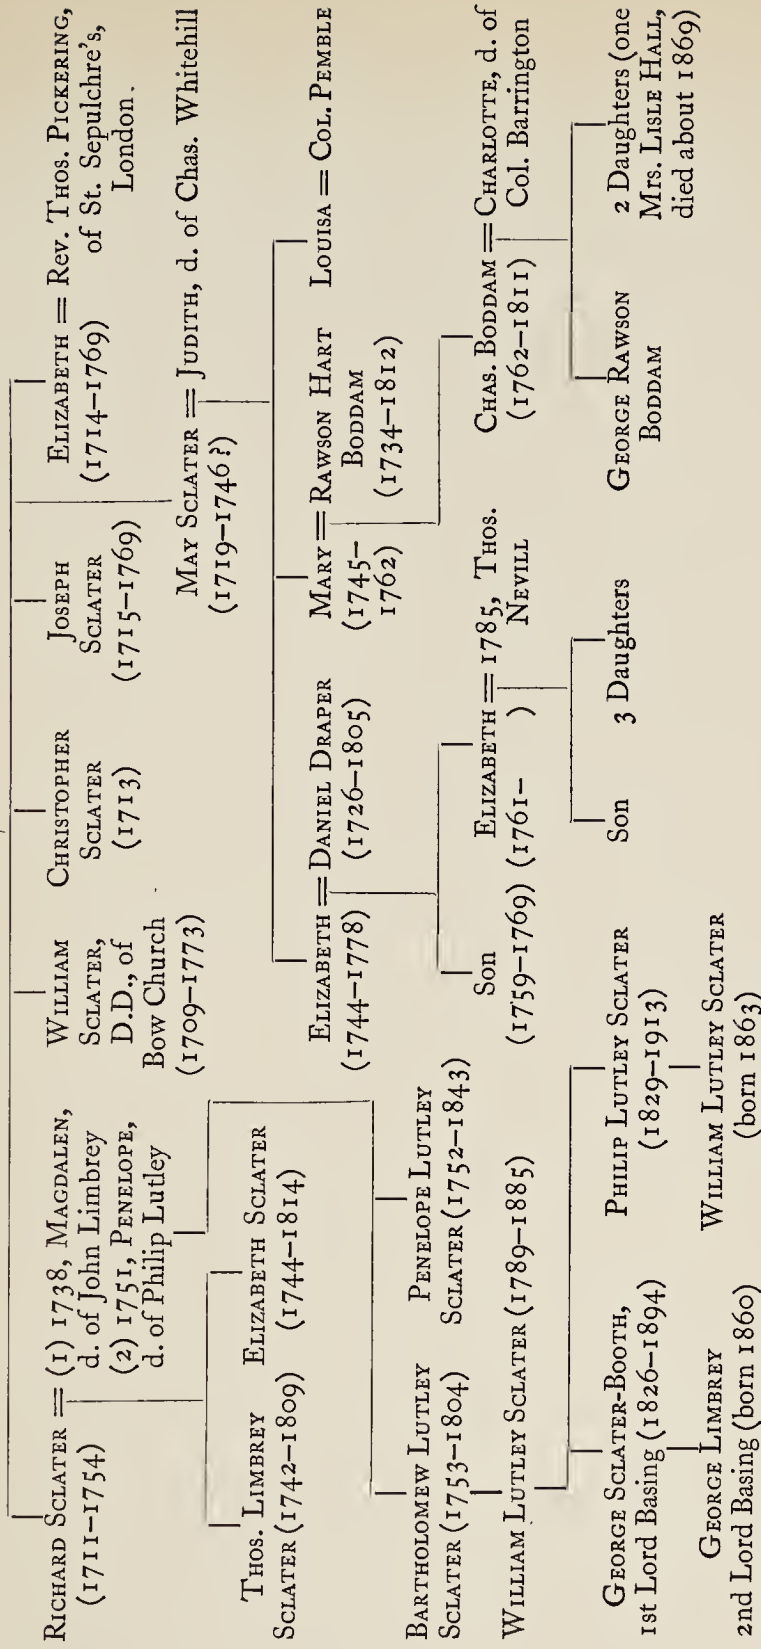 RICHARD SCLATER = (1) 1738, MAGDALEN,
(1711–1754) d. of John Limbrey
(2) 1751, PENELOPE,
d. of Philip Lutley
WILLIAM
SCLATER,
D.D., of
Bow Church
(1709–1773)
CHRISTOPHER
SCLATER
(1713)
JOSEPH
SCLATER
(1715–1769)
ELIZABETH = Rev. THOS. PICKERING,
(1714–1769) of St. Sepulchre's,
London.
MAY SCLATER = JUDITH, d. of Chas. Whitehill
(1719–1746?)
THOS. LIMBREY
SCLATER (1742–1809)
ELIZABETH SCLATER
(1744–1814)
ELIZABETH = DANIEL DRAPER
(1744–1778) (1726–1805)
MARY = RAWSON HART
(1745– BODDAM
1762) (1734–1812)
LOUISA = COL. PEMBLE
BARTHOLOMEW LUTLEY
SCLATER (1753–1804)
PENELOPE LUTLEY
SCLATER (1752–1843)
Son
(1759–1769)
ELIZABETH = 1785, THOS.
(1761– ) NEVILL
CHAS. BODDAM = CHARLOTTE, d. of
(1762–1811) Col. Barrington
WILLIAM LUTLEY SCLATER (1789–1885)
GEORGE SCLATER-BOOTH,
1st Lord Basing (1826–1894)
PHILIP LUTLEY SCLATER
(1829–1913)
Son
3 Daughters
GEORGE RAWSON
BODDAM
2 Daughters (one
MRS. LISLE HALL,
died about 1869)
GEORGE LIMBREY
2nd Lord Basing (born 1860)
WILLIAM LUTLEY SCLATER
(born 1863)